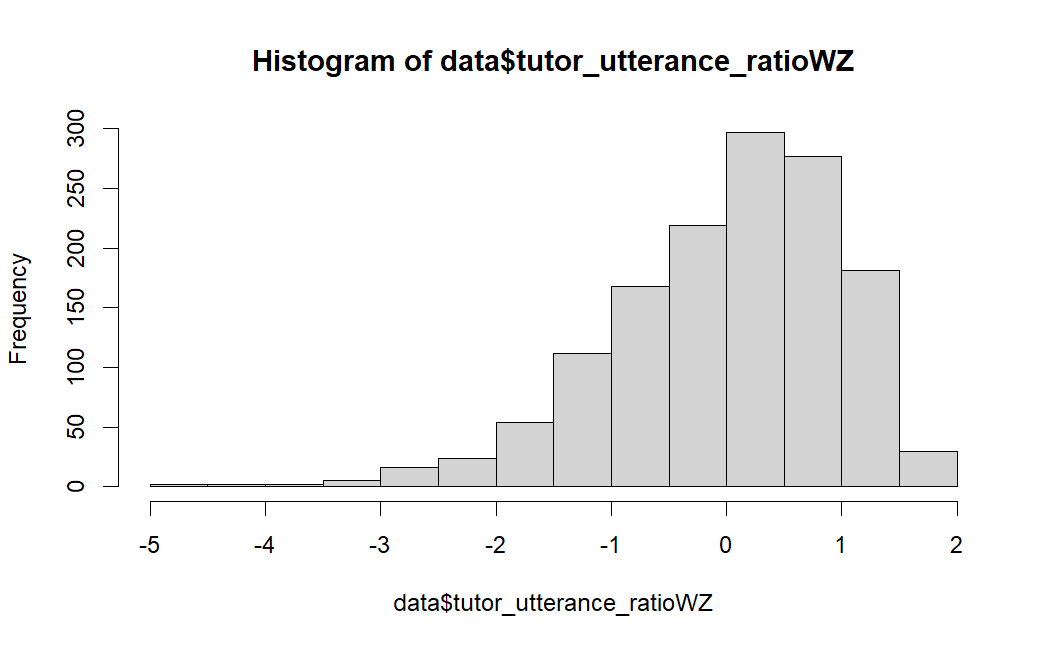 Histogram of data$tutor_utterance_ratioWZ
Frequency
300
250
200
150
100
50
0
-5 -4 -3 -2 -1 0 1 2
data$tutor_utterance_ratioWZ